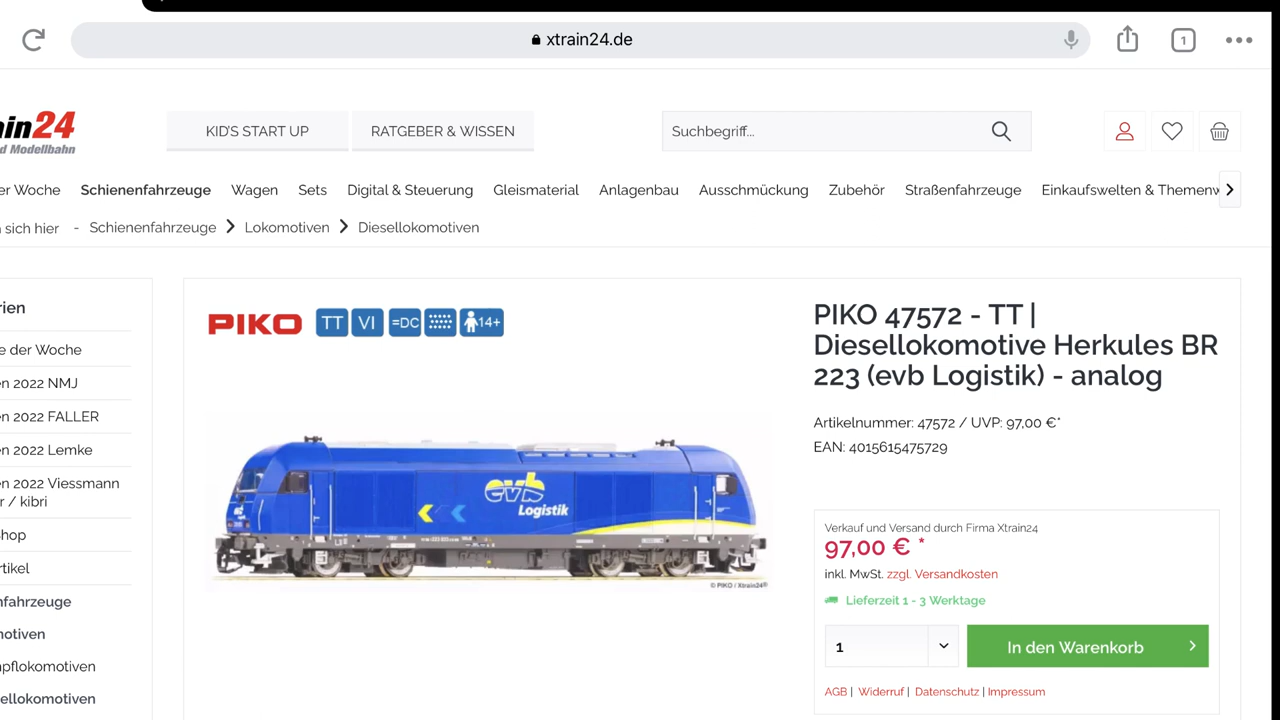 xtrain24.de
1
ain24
d Modellbahn
KID'S START UP
RATGEBER & WISSEN
Suchbegriff...
er Woche
Schienenfahrzeuge
Wagen
Sets
Digital & Steuerung
Gleismaterial
Anlagenbau
Ausschmückung
Zubehör
Straßenfahrzeuge
Einkaufswelten & Themenw
sich hier - Schienenfahrzeuge Lokomotiven Diesellokomotiven
rien
e der Woche
en 2022 NMJ
en 2022 FALLER
en 2022 Lemke
en 2022 Viessmann
r / kibri
hop
rtikel
nfahrzeuge
motiven
pflokomotiven
ellokomotiven
PIKO TT VI =DC 14+
evb
Logistik
© PIKO / Xtrain24®
PIKO 47572 - TT |
Diesellokomotive Herkules BR
223 (evb Logistik) - analog
Artikelnummer: 47572 / UVP: 97,00 €*
EAN: 4015615475729
Verkauf und Versand durch Firma Xtrain24
97,00 € *
inkl. MwSt. zzgl. Versandkosten
Lieferzeit 1 - 3 Werktage
1
In den Warenkorb
AGB | Widerruf | Datenschutz | Impressum